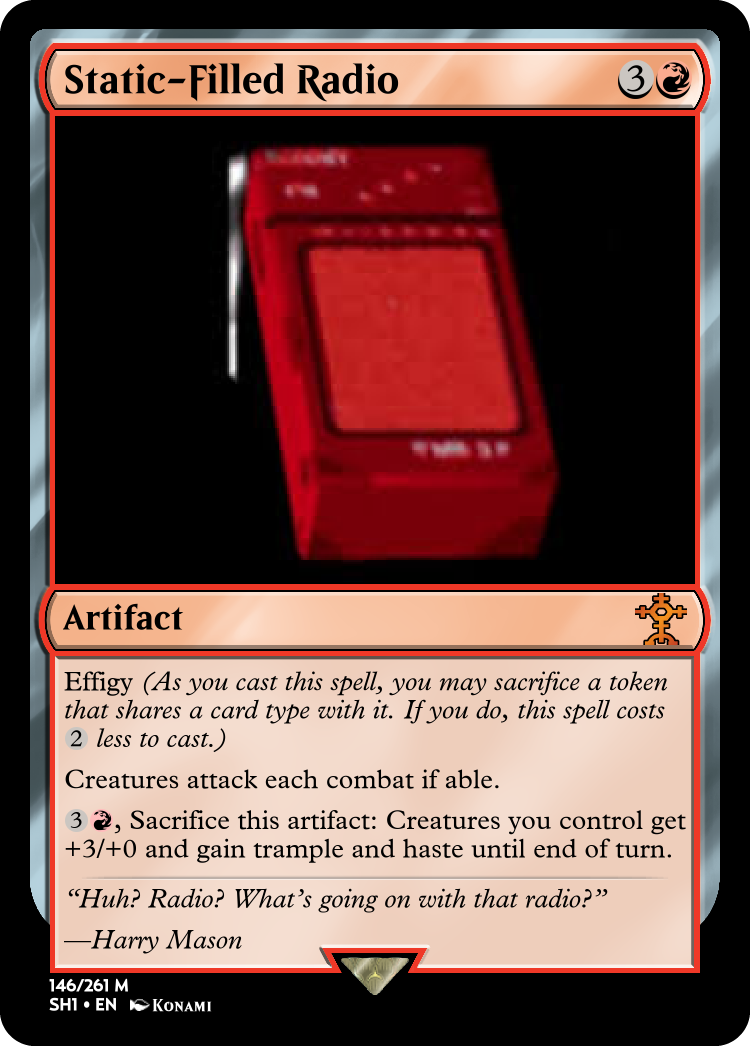 Static-Filled Radio 3
Artifact
Effigy (As you cast this spell, you may sacrifice a token
that shares a card type with it. If you do, this spell costs
2 less to cast.)
Creatures attack each combat if able.
3 , Sacrifice this artifact: Creatures you control get
+3/+0 and gain trample and haste until end of turn.
“Huh? Radio? What’s going on with that radio?”
—Harry Mason
146/261 M
SH1 • EN KONAMI